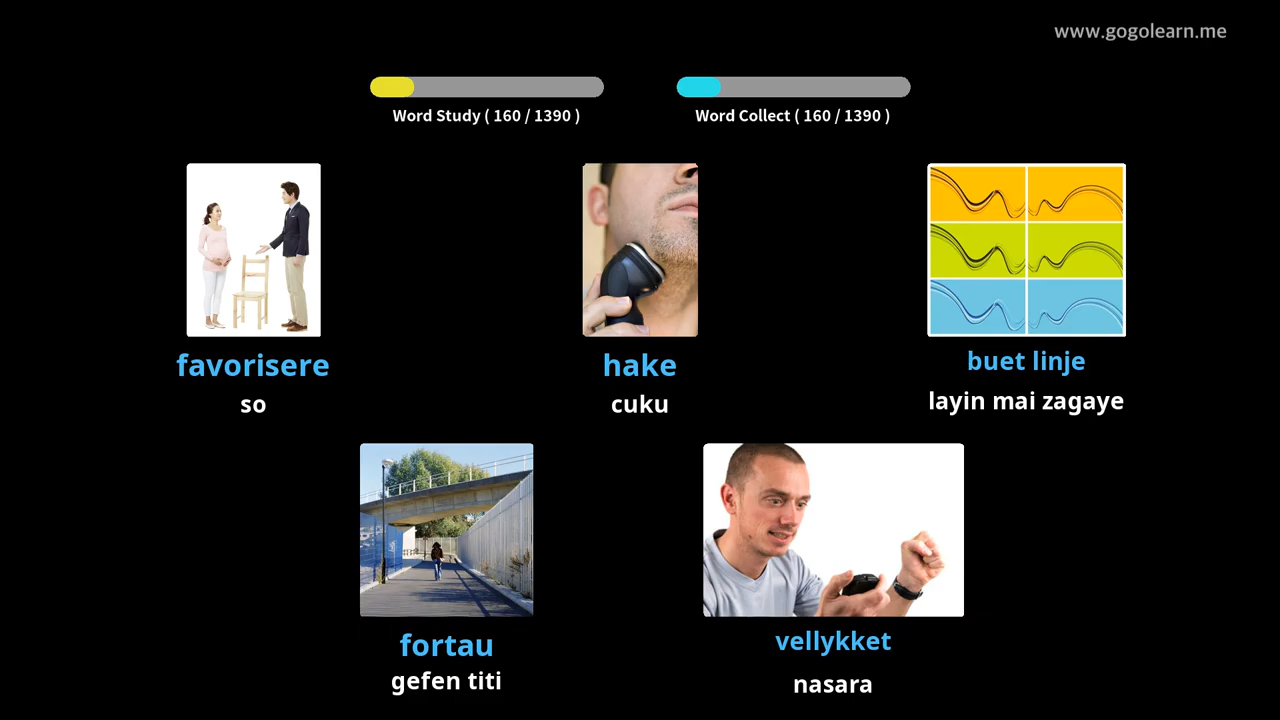 www.gogolearn.me
Word Study ( 160 / 1390 )
Word Collect ( 160 / 1390 )
favorisere
so
hake
cuku
buet linje
layin mai zagaye
fortau
gefen titi
vellykket
nasara